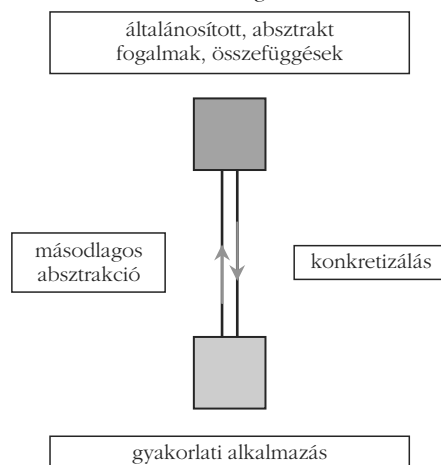 általánosított, absztrakt
fogalmak, összefüggések
másodlagos
absztrakció
konkretizálás
gyakorlati alkalmazás